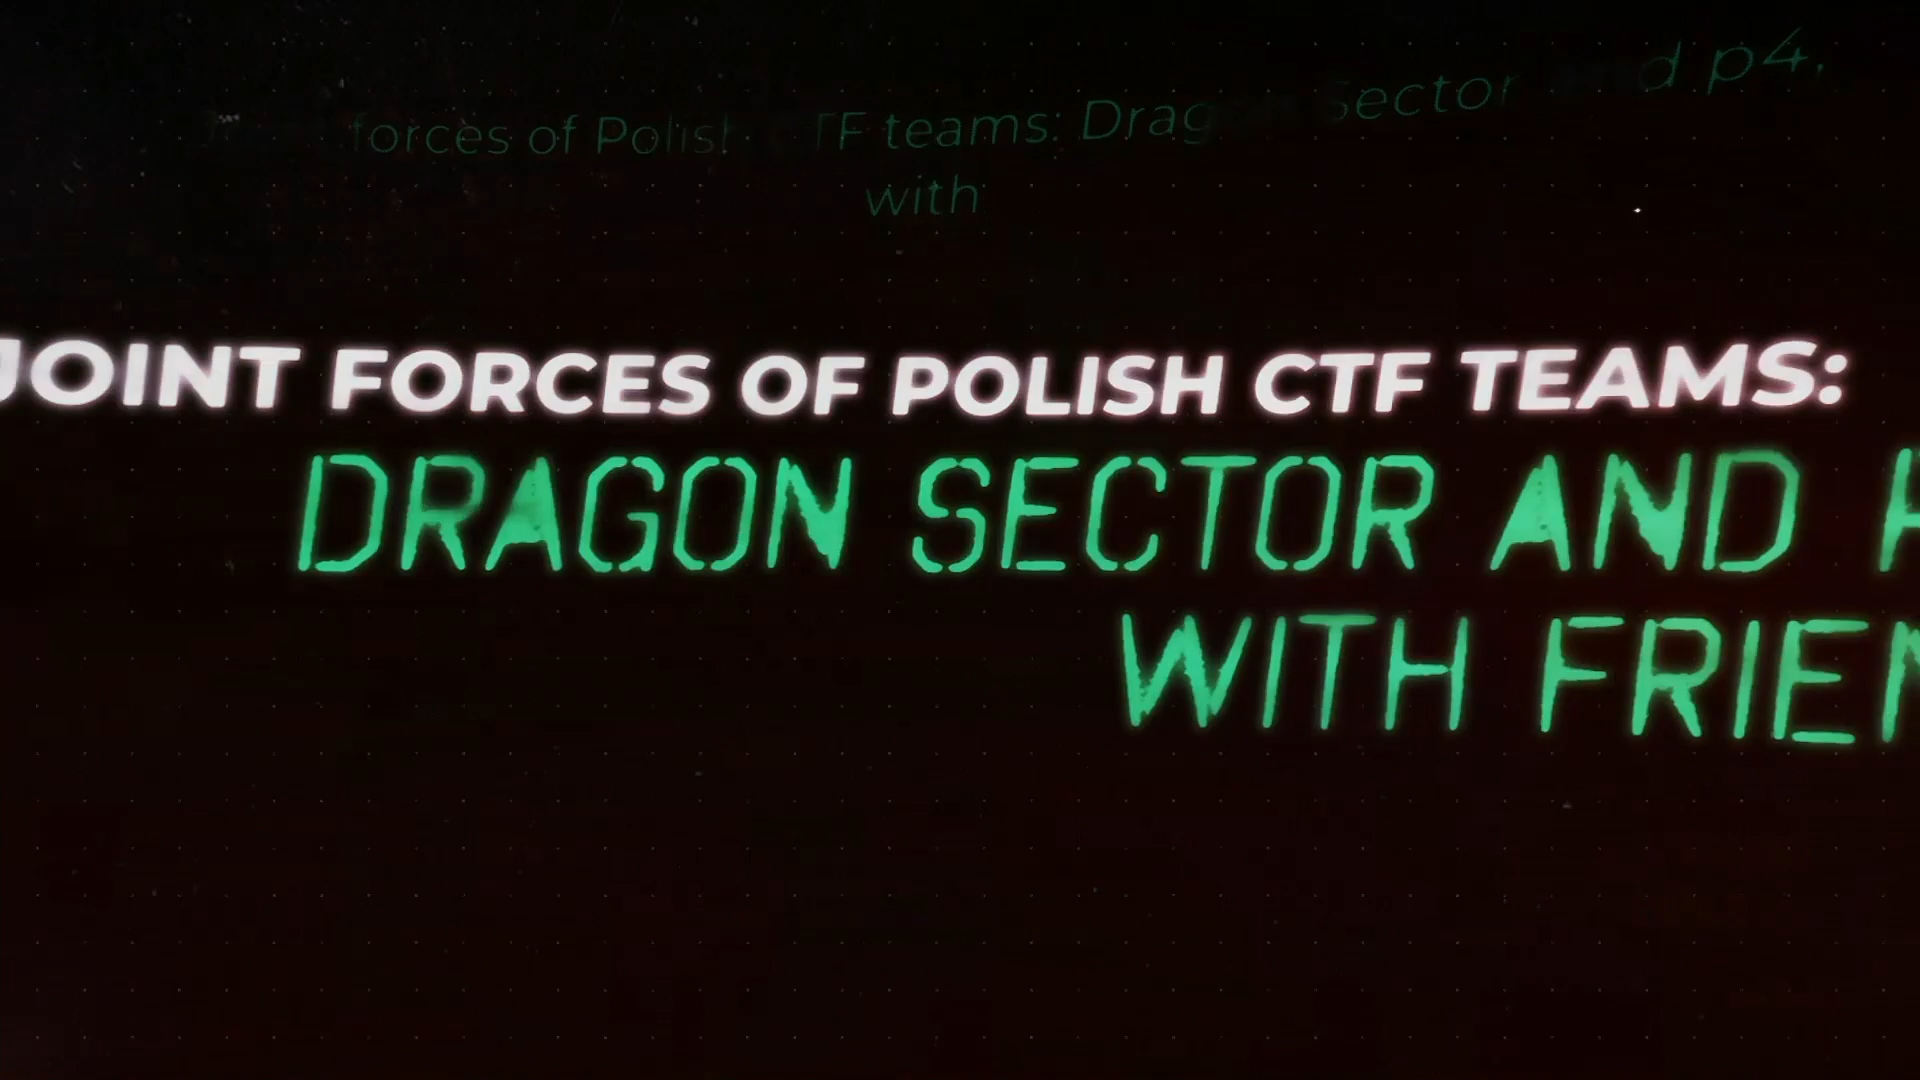 forces of Polish CTF teams: Dragon Sector and p4,
with
JOINT FORCES OF POLISH CTF TEAMS:
DRAGON SECTOR AND
WITH